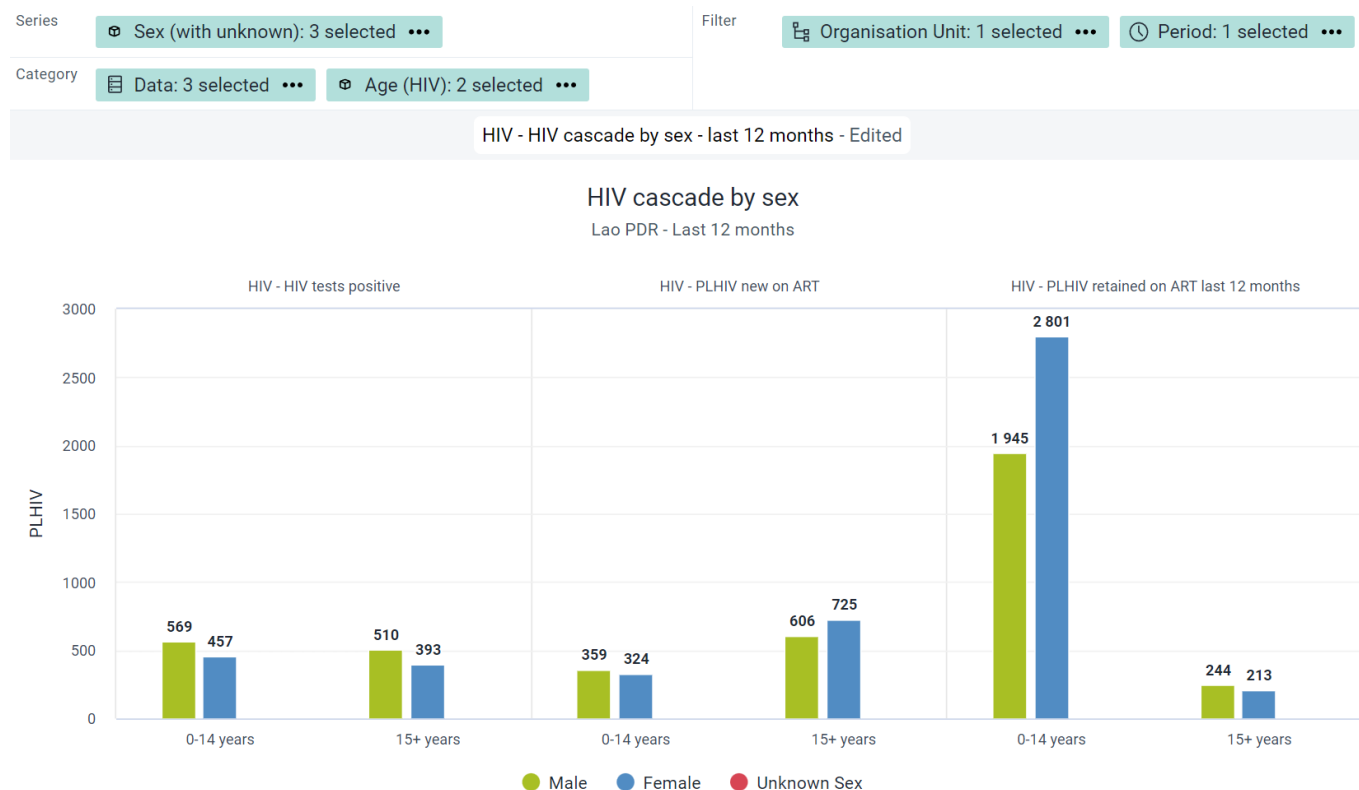 Series
Sex (with unknown): 3 selected •••
Filter
Organisation Unit: 1 selected •••
Period: 1 selected •••
Category
Data: 3 selected •••
Age (HIV): 2 selected •••
HIV - HIV cascade by sex - last 12 months - Edited
HIV cascade by sex
Lao PDR - Last 12 months
HIV - HIV tests positive
HIV - PLHIV new on ART
HIV - PLHIV retained on ART last 12 months
PLHIV
3000
2500
2000
1500
1000
500
0
569 457 510 393
359 324 606 725
1 945 2 801 244 213
0-14 years 15+ years 0-14 years 15+ years 0-14 years 15+ years
Male Female Unknown Sex